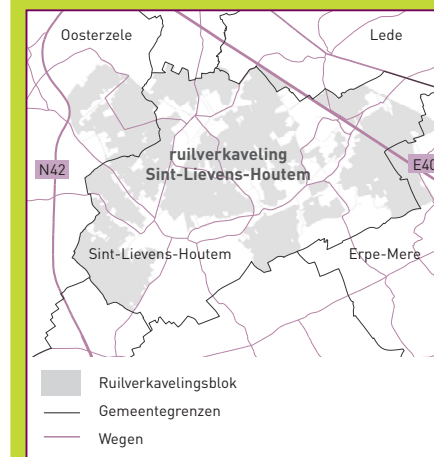 Oosterzele
Lede
ruilverkaveling
Sint-Lievens-Houtem
N42
E40
Sint-Lievens-Houtem
Erpe-Mere
Ruilverkavelingsblok
Gemeentegrenzen
Wegen